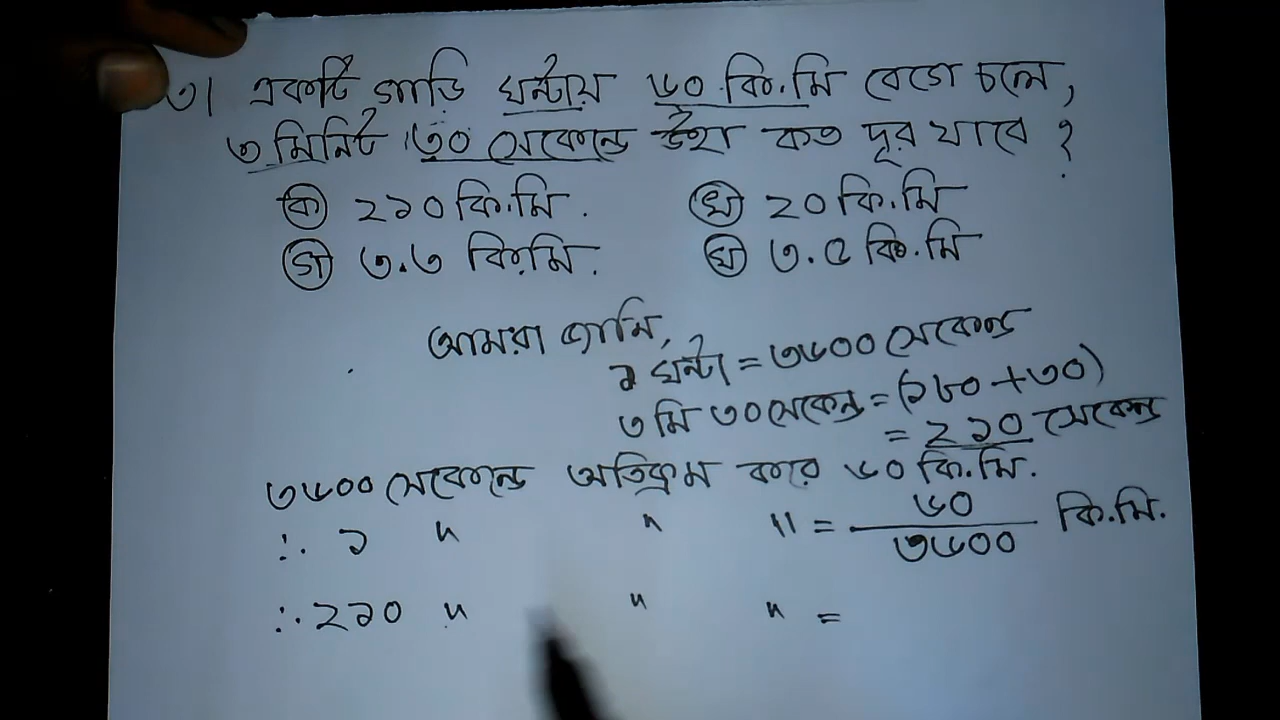 ৩। একটি গাড়ি ঘন্টায় ৬০ কি.মি বেগে চলে,
৩ মিনিট ৩০ সেকেন্ডে উহা কত দূর যাবে ?
ক ২১০ কি.মি. খ ২০ কি.মি
গ ৩.৩ কি.মি. ঘ ৩.৫ কি.মি
আমরা জানি,
১ ঘন্টা = ৩৬০০ সেকেন্ড
৩ মি ৩০ সেকেন্ড = (১৮০ + ৩০)
= ২১০ সেকেন্ড
৩৬০০ সেকেন্ডে অতিক্রম করে ৬০ কি.মি.
∴ ১ " " " = ৬০/৩৬০০ কি.মি.
∴ ২১০ " " " =